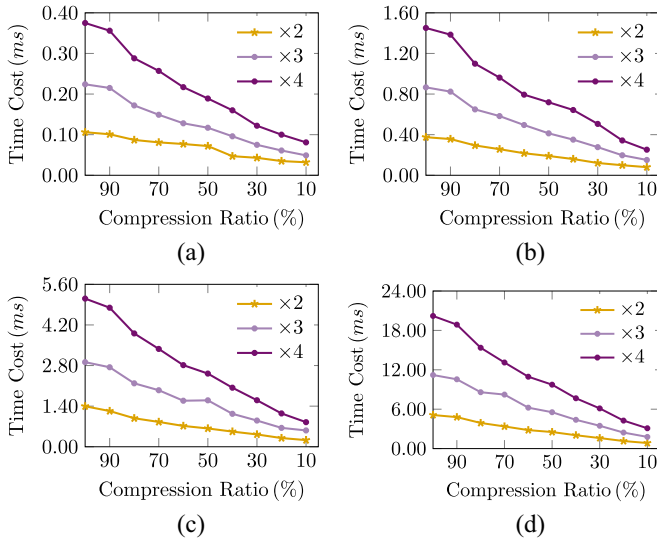 0.40
0.30
0.20
0.10
0.00
Time Cost (ms)
×2
×3
×4
90 70 50 30 10
Compression Ratio (%)
(a)
1.60
1.20
0.80
0.40
0.00
Time Cost (ms)
×2
×3
×4
90 70 50 30 10
Compression Ratio (%)
(b)
5.60
4.20
2.80
1.40
0.00
Time Cost (ms)
×2
×3
×4
90 70 50 30 10
Compression Ratio (%)
(c)
24.00
18.00
12.00
6.00
0.00
Time Cost (ms)
×2
×3
×4
90 70 50 30 10
Compression Ratio (%)
(d)